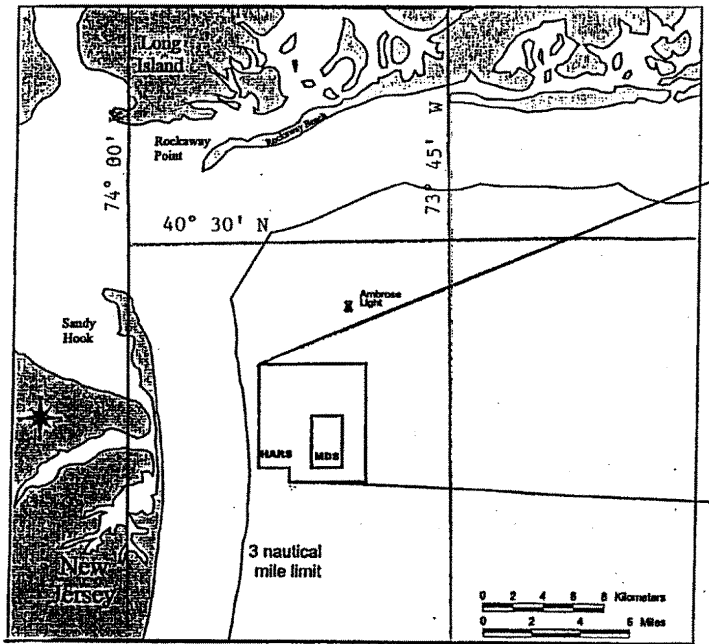 Long
Island
Rockaway
Point
Rockaway Beach
74° 00'
73° 45' W
40° 30' N
Ambrose
Light
Sandy
Hook
HARS
MDS
3 nautical
mile limit
New
Jersey
0 2 4 6 8 Kilometers
0 2 4 6 Miles